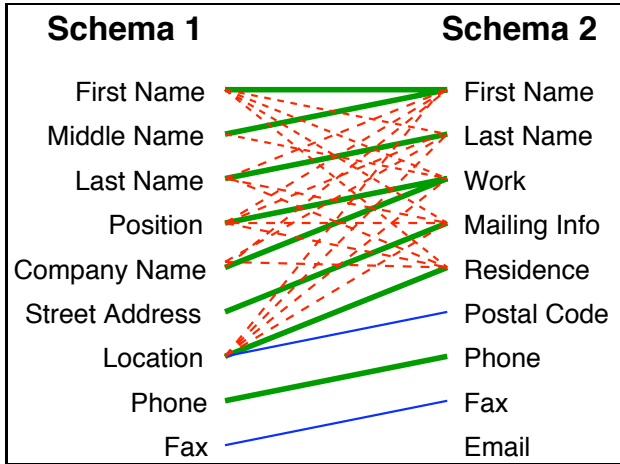 Schema 1
Schema 2
First Name
First Name
Middle Name
Last Name
Last Name
Work
Position
Mailing Info
Company Name
Residence
Street Address
Postal Code
Location
Phone
Phone
Fax
Fax
Email